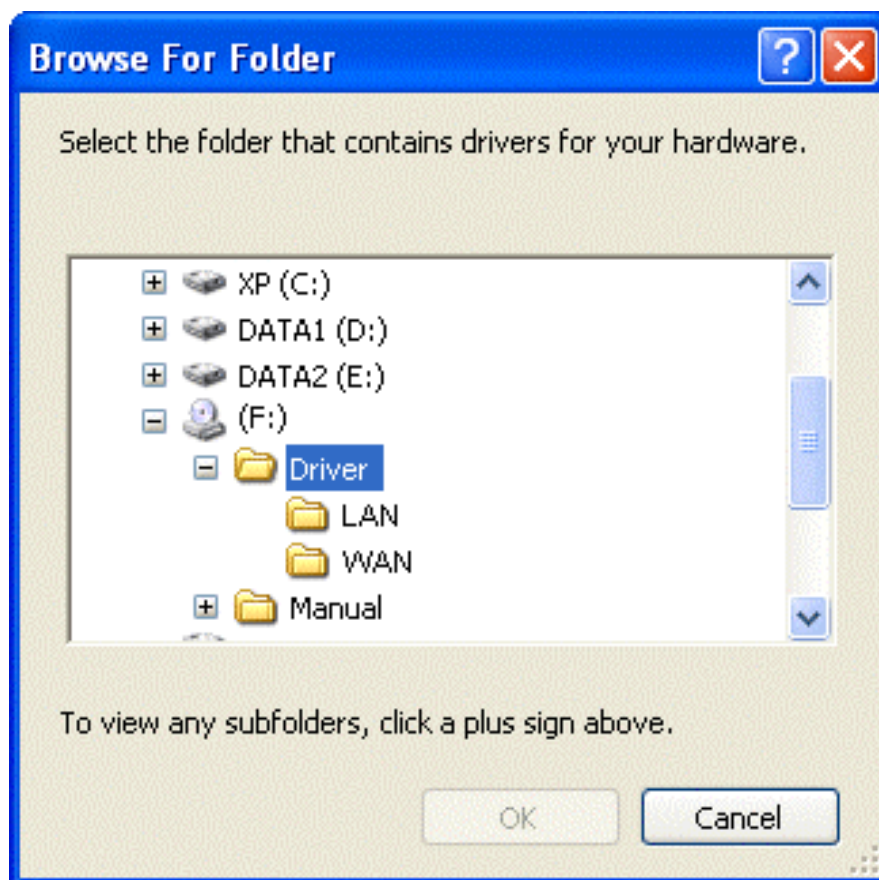 Browse For Folder
Select the folder that contains drivers for your hardware.
XP (C:)
DATA1 (D:)
DATA2 (E:)
(F:)
Driver
LAN
WAN
Manual
To view any subfolders, click a plus sign above.
OK
Cancel